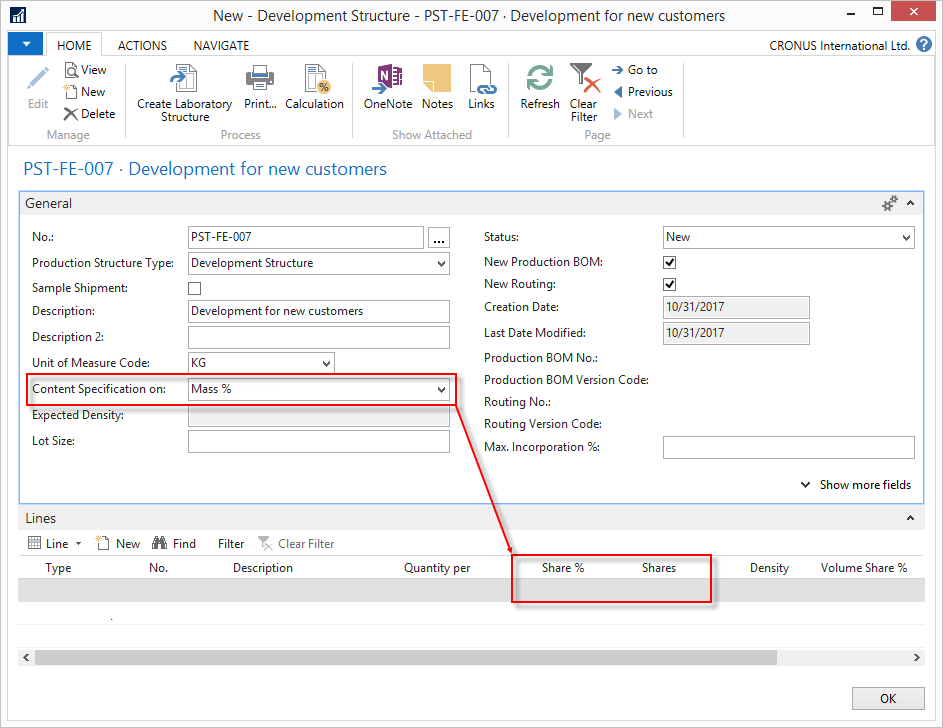 New - Development Structure - PST-FE-007 · Development for new customers
HOME ACTIONS NAVIGATE CRONUS International Ltd. ?
Edit
View
New
Delete
Manage
Create Laboratory Structure
Print...
Calculation
Process
OneNote
Notes
Links
Show Attached
Refresh
Clear Filter
Go to
Previous
Next
Page
PST-FE-007 · Development for new customers
General
No.: PST-FE-007 ...
Production Structure Type: Development Structure
Sample Shipment:
Description: Development for new customers
Description 2:
Unit of Measure Code: KG
Content Specification on: Mass %
Expected Density:
Lot Size:
Status: New
New Production BOM:
New Routing:
Creation Date: 10/31/2017
Last Date Modified: 10/31/2017
Production BOM No.:
Production BOM Version Code:
Routing No.:
Routing Version Code:
Max. Incorporation %:
Show more fields
Lines
Line New Find Filter Clear Filter
Type No. Description Quantity per Share % Shares Density Volume Share %
OK